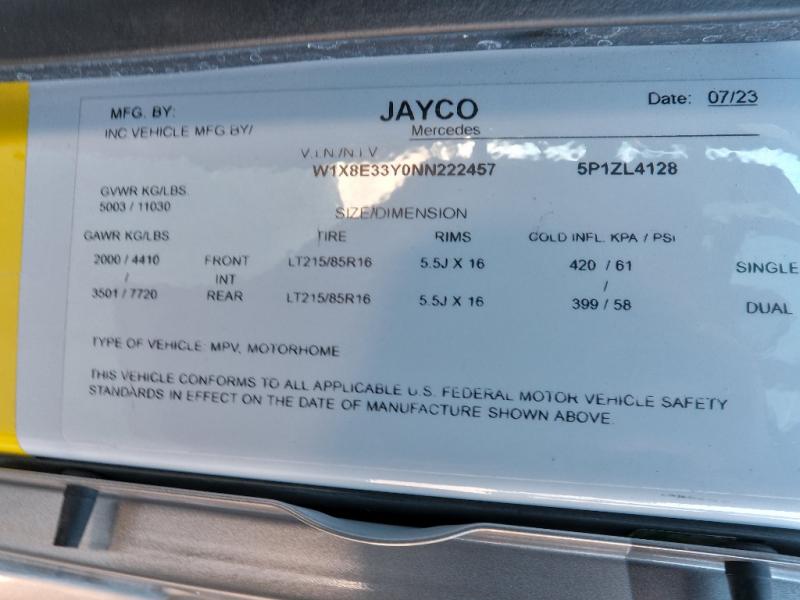 MFG. BY: JAYCO Date: 07/23
INC VEHICLE MFG BY/ Mercedes
V.I.N./N.I.V
W1X8E33Y0NN222457 5P1ZL4128
GVWR KG/LBS.
5003 / 11030
SIZE/DIMENSION
GAWR KG/LBS TIRE RIMS COLD INFL. KPA / PSI
2000 / 4410 FRONT LT215/85R16 5.5J X 16 420 / 61 SINGLE
/ INT /
3501 / 7720 REAR LT215/85R16 5.5J X 16 399 / 58 DUAL
TYPE OF VEHICLE: MPV, MOTORHOME
THIS VEHICLE CONFORMS TO ALL APPLICABLE U.S. FEDERAL MOTOR VEHICLE SAFETY
STANDARDS IN EFFECT ON THE DATE OF MANUFACTURE SHOWN ABOVE.